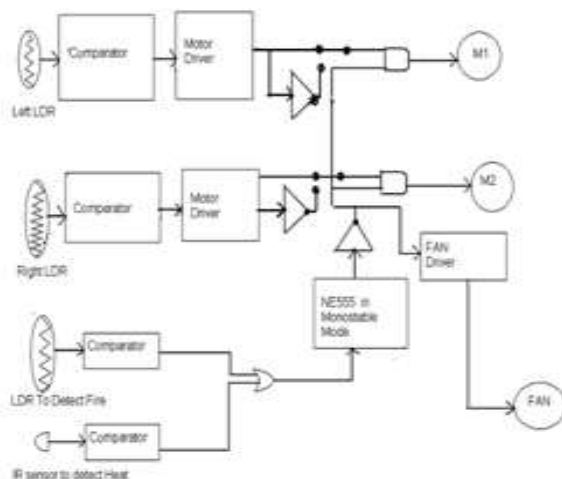 Comparator
Motor
Driver
M1
Left LDR
Comparator
Motor
Driver
M2
Right LDR
FAN
Driver
NE555 in
Monostable
Mode
Comparator
LDR To Detect Fire
Comparator
FAN
IR sensor to detect Heat